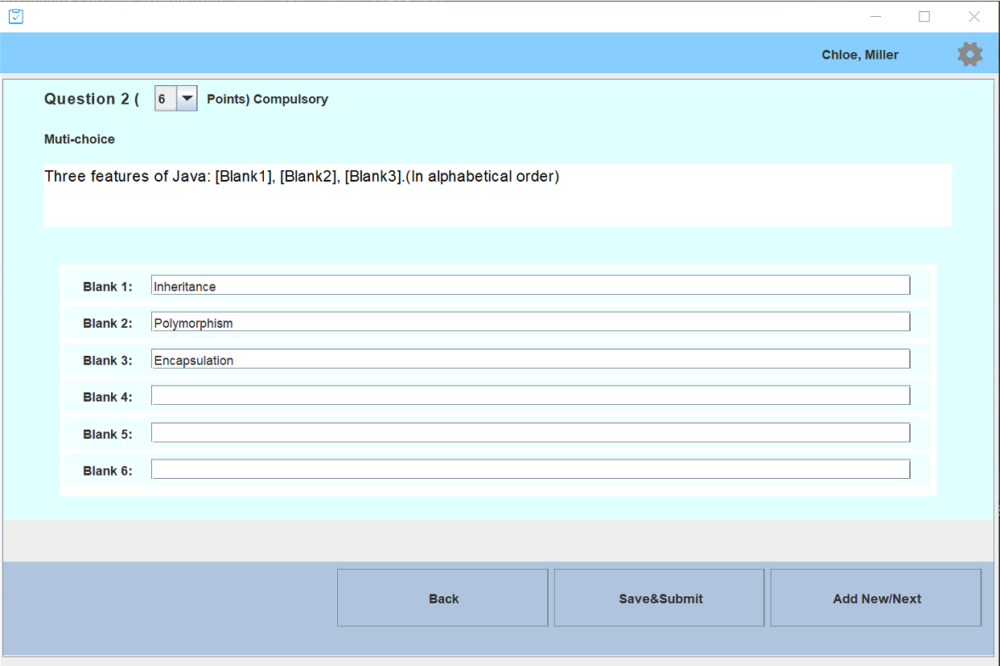 Chloe, Miller
Question 2 ( 6 Points) Compulsory
Muti-choice
Three features of Java: [Blank1], [Blank2], [Blank3].(In alphabetical order)
Blank 1: Inheritance
Blank 2: Polymorphism
Blank 3: Encapsulation
Blank 4:
Blank 5:
Blank 6:
Back Save&Submit Add New/Next